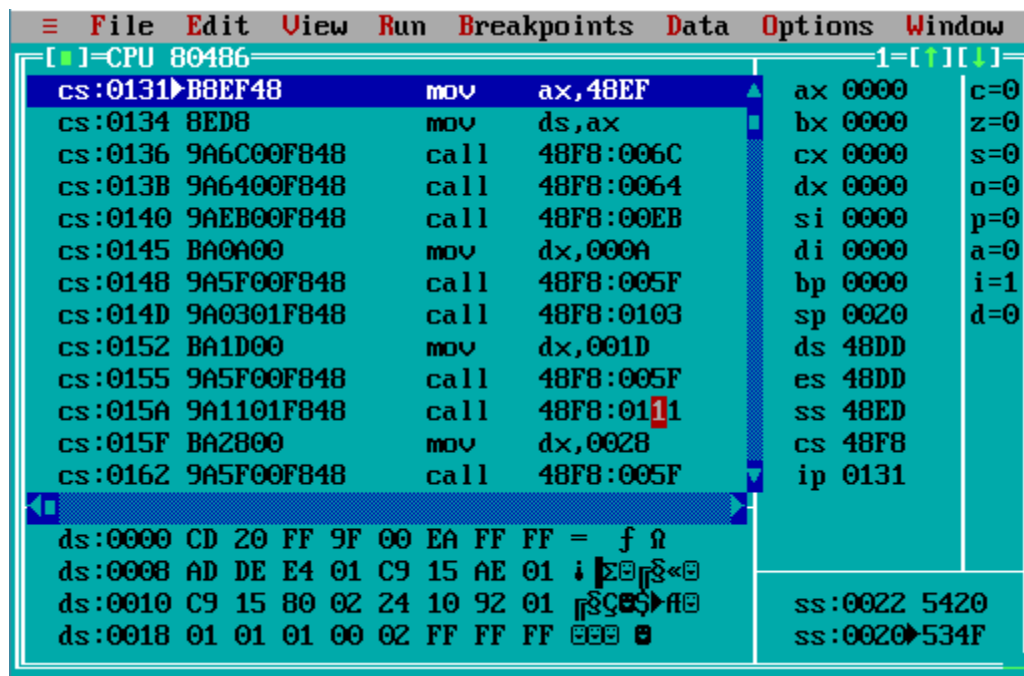 ≡ File Edit View Run Breakpoints Data Options Window
[■]=CPU 80486 1=[↑][↓]=
cs:0131►B8EF48 mov ax,48EF ▲ ax 0000 c=0
cs:0134 8ED8 mov ds,ax bx 0000 z=0
cs:0136 9A6C00F848 call 48F8:006C cx 0000 s=0
cs:013B 9A6400F848 call 48F8:0064 dx 0000 o=0
cs:0140 9AEB00F848 call 48F8:00EB si 0000 p=0
cs:0145 BA0A00 mov dx,000A di 0000 a=0
cs:0148 9A5F00F848 call 48F8:005F bp 0000 i=1
cs:014D 9A0301F848 call 48F8:0103 sp 0020 d=0
cs:0152 BA1D00 mov dx,001D ds 48DD
cs:0155 9A5F00F848 call 48F8:005F es 48DD
cs:015A 9A1101F848 call 48F8:0111 ss 48ED
cs:015F BA2800 mov dx,0028 cs 48F8
cs:0162 9A5F00F848 call 48F8:005F ▼ ip 0131
ds:0000 CD 20 FF 9F 00 EA FF FF = ƒ Ω
ds:0008 AD DE E4 01 C9 15 AE 01 ¡▐Σ☺╔§«☺
ds:0010 C9 15 80 02 24 10 92 01 ╔§Ç☻$►Æ☺ ss:0022 5420
ds:0018 01 01 01 00 02 FF FF FF ☺☺☺ ☻ ss:0020►534F